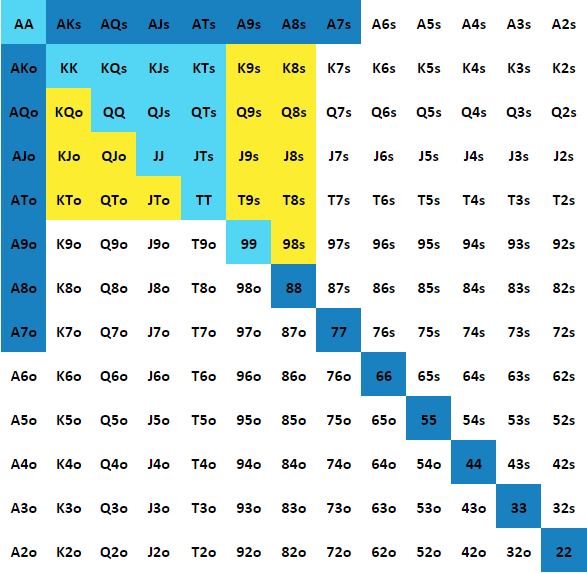 AA AKs AQs AJs ATs A9s A8s A7s A6s A5s A4s A3s A2s
AKo KK KQs KJs KTs K9s K8s K7s K6s K5s K4s K3s K2s
AQo KQo QQ QJs QTs Q9s Q8s Q7s Q6s Q5s Q4s Q3s Q2s
AJo KJo QJo JJ JTs J9s J8s J7s J6s J5s J4s J3s J2s
ATo KTo QTo JTo TT T9s T8s T7s T6s T5s T4s T3s T2s
A9o K9o Q9o J9o T9o 99 98s 97s 96s 95s 94s 93s 92s
A8o K8o Q8o J8o T8o 98o 88 87s 86s 85s 84s 83s 82s
A7o K7o Q7o J7o T7o 97o 87o 77 76s 75s 74s 73s 72s
A6o K6o Q6o J6o T6o 96o 86o 76o 66 65s 64s 63s 62s
A5o K5o Q5o J5o T5o 95o 85o 75o 65o 55 54s 53s 52s
A4o K4o Q4o J4o T4o 94o 84o 74o 64o 54o 44 43s 42s
A3o K3o Q3o J3o T3o 93o 83o 73o 63o 53o 43o 33 32s
A2o K2o Q2o J2o T2o 92o 82o 72o 62o 52o 42o 32o 22